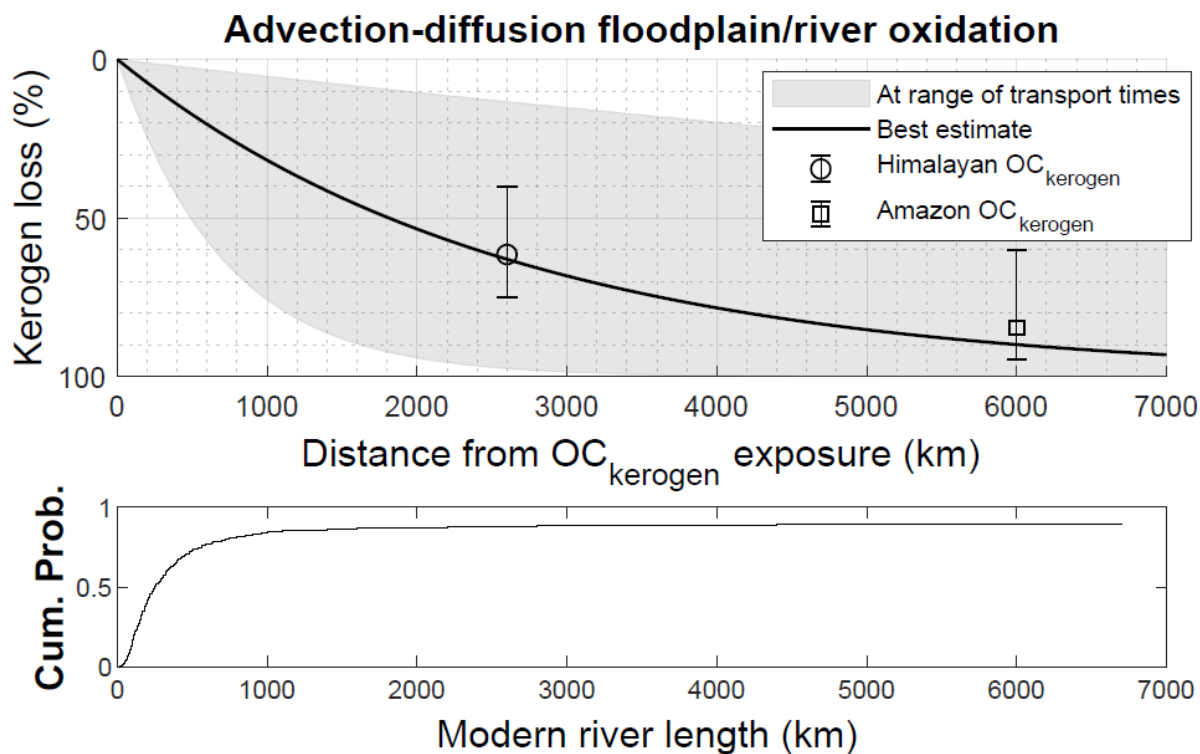 Advection-diffusion floodplain/river oxidation
Kerogen loss (%)
0
50
100
At range of transport times
Best estimate
Himalayan OCkerogen
Amazon OCkerogen
0 1000 2000 3000 4000 5000 6000 7000
Distance from OCkerogen exposure (km)
Cum. Prob.
1
0.5
0
0 1000 2000 3000 4000 5000 6000 7000
Modern river length (km)